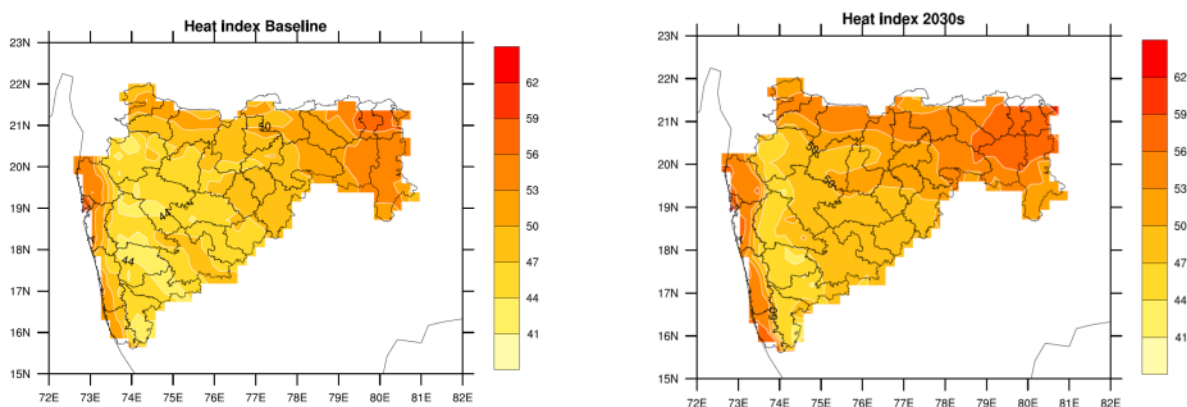 Heat Index Baseline
23N
22N
21N
20N
19N
18N
17N
16N
15N
72E 73E 74E 75E 76E 77E 78E 79E 80E 81E 82E
62
59
56
53
50
47
44
41
50
44
44
Heat Index 2030s
23N
22N
21N
20N
19N
18N
17N
16N
15N
72E 73E 74E 75E 76E 77E 78E 79E 80E 81E 82E
62
59
56
53
50
47
44
41
50
50
50